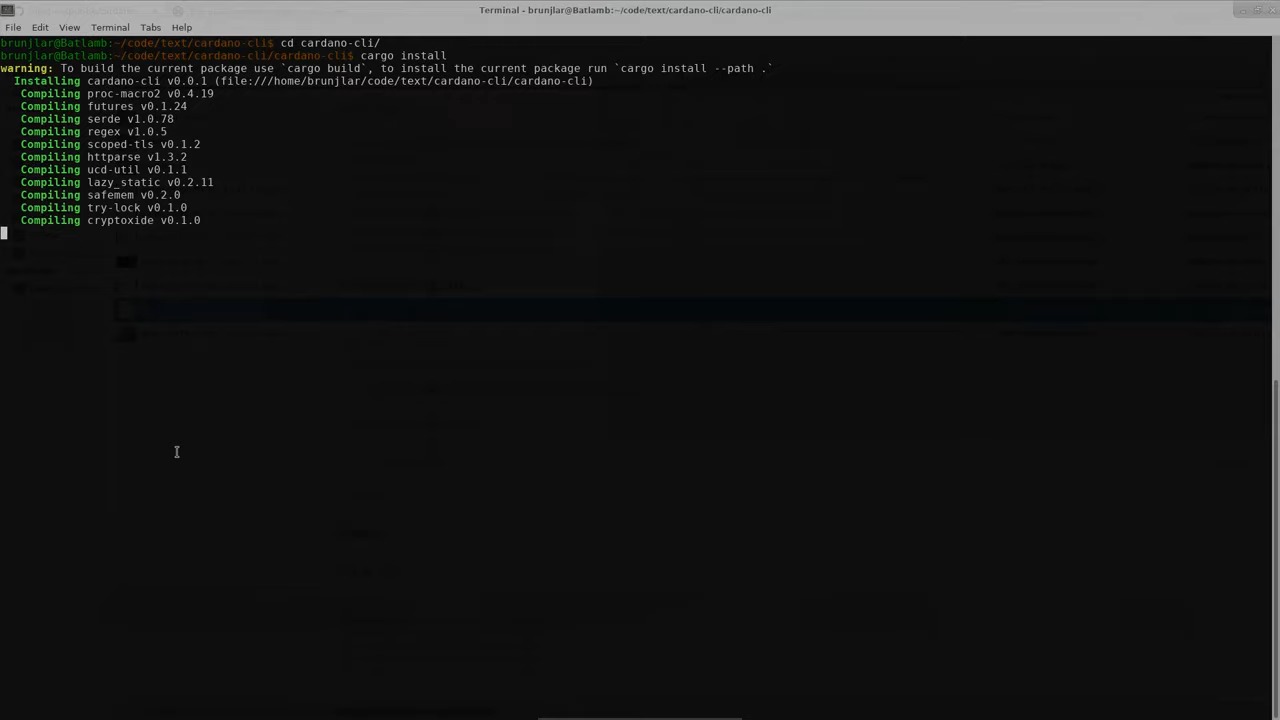 Terminal - brunjlar@Batlamb:~/code/text/cardano-cli/cardano-cli
File Edit View Terminal Tabs Help
brunjlar@Batlamb:~/code/text/cardano-cli$ cd cardano-cli/
brunjlar@Batlamb:~/code/text/cardano-cli/cardano-cli$ cargo install
warning: To build the current package use `cargo build`, to install the current package run `cargo install --path .`
Installing cardano-cli v0.0.1 (file:///home/brunjlar/code/text/cardano-cli/cardano-cli)
Compiling proc-macro2 v0.4.19
Compiling futures v0.1.24
Compiling serde v1.0.78
Compiling regex v1.0.5
Compiling scoped-tls v0.1.2
Compiling httparse v1.3.2
Compiling ucd-util v0.1.1
Compiling lazy_static v0.2.11
Compiling safemem v0.2.0
Compiling try-lock v0.1.0
Compiling cryptoxide v0.1.0